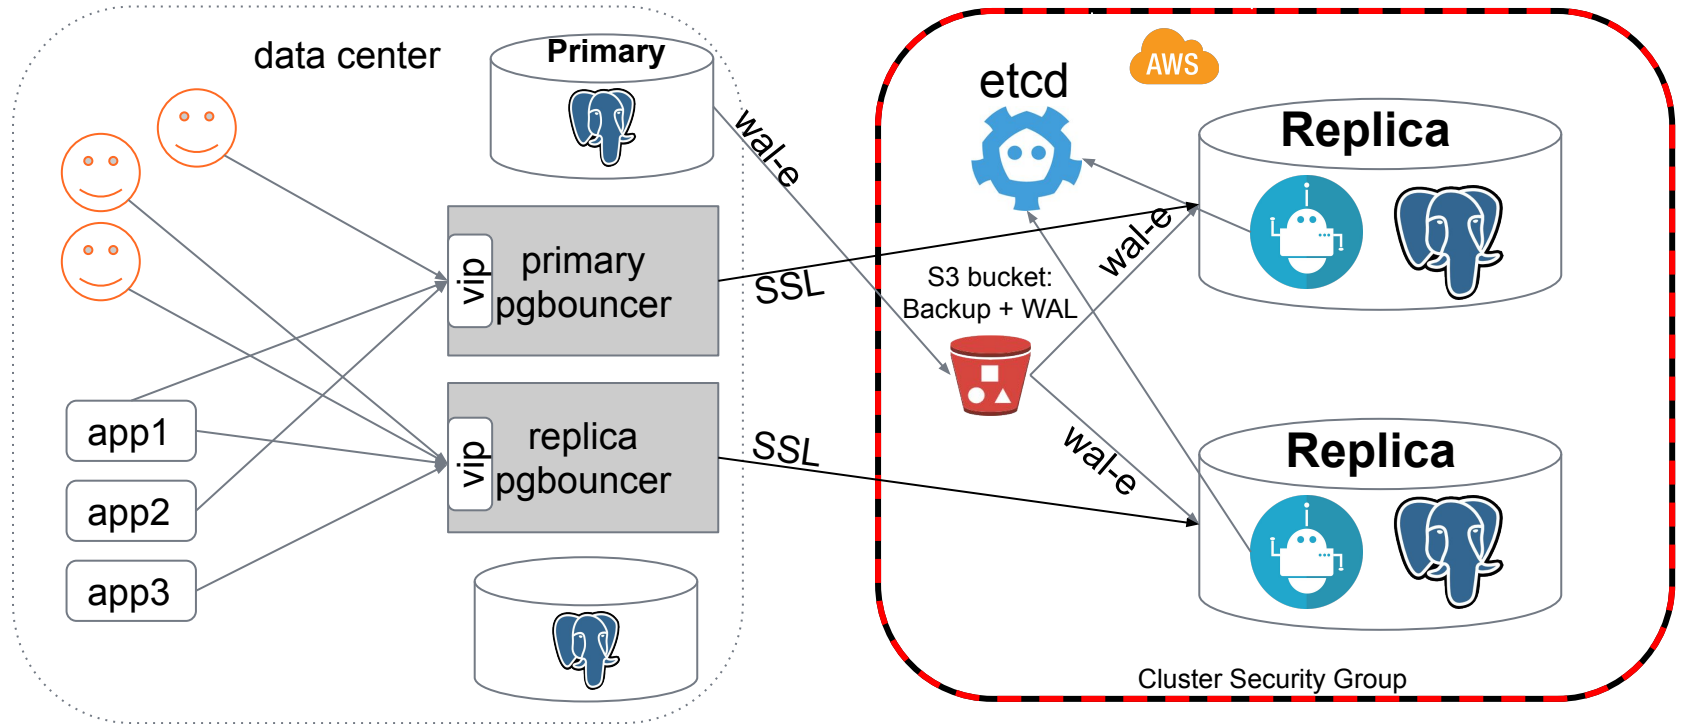 data center
Primary
wal-e
vip
primary
pgbouncer
SSL
vip
replica
pgbouncer
SSL
app1
app2
app3
AWS
etcd
Replica
wal-e
S3 bucket:
Backup + WAL
wal-e
Replica
Cluster Security Group